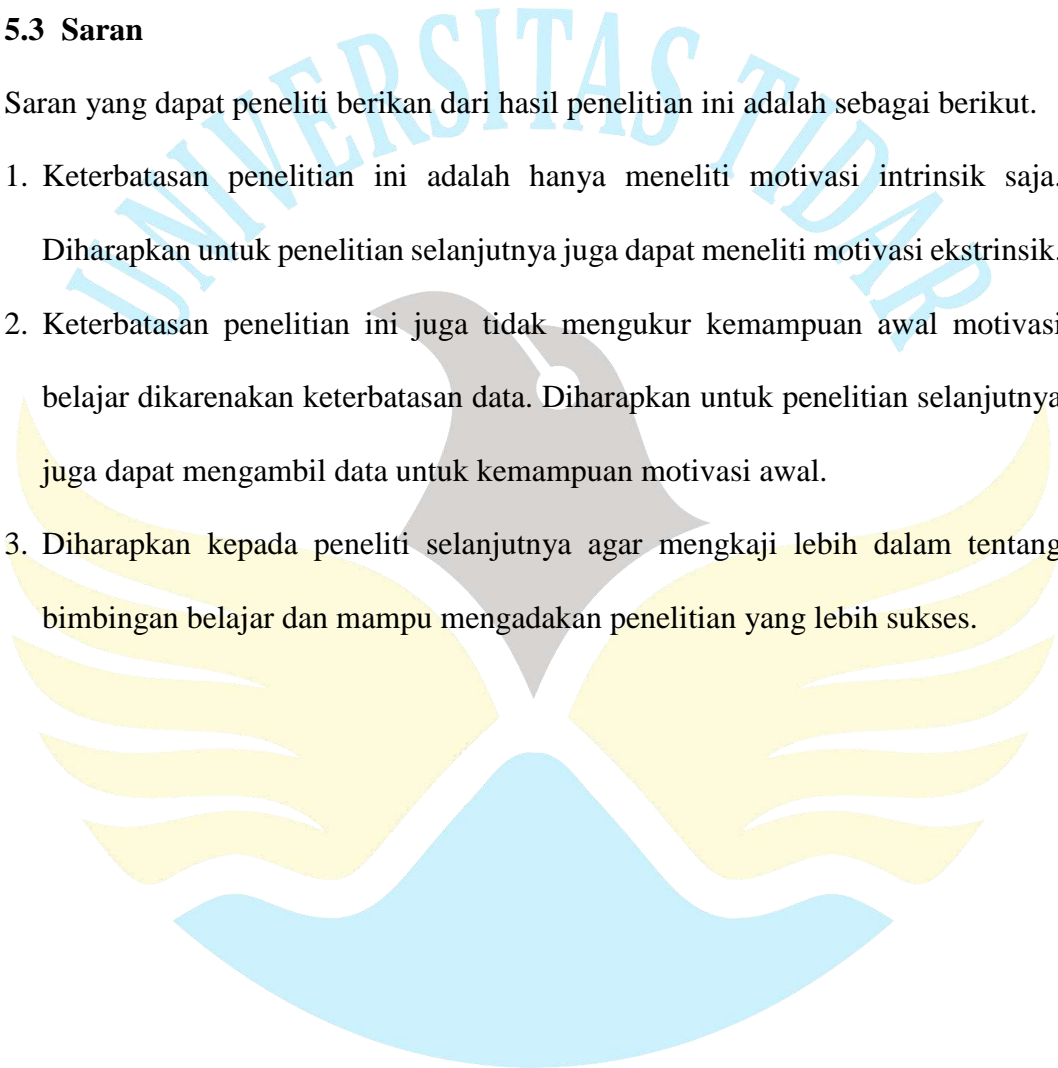 UNIVERSITAS TIDAR
5.3 Saran
Saran yang dapat peneliti berikan dari hasil penelitian ini adalah sebagai berikut.
1. Keterbatasan penelitian ini adalah hanya meneliti motivasi intrinsik saja.
Diharapkan untuk penelitian selanjutnya juga dapat meneliti motivasi ekstrinsik.
2. Keterbatasan penelitian ini juga tidak mengukur kemampuan awal motivasi
belajar dikarenakan keterbatasan data. Diharapkan untuk penelitian selanjutnya
juga dapat mengambil data untuk kemampuan motivasi awal.
3. Diharapkan kepada peneliti selanjutnya agar mengkaji lebih dalam tentang
bimbingan belajar dan mampu mengadakan penelitian yang lebih sukses.